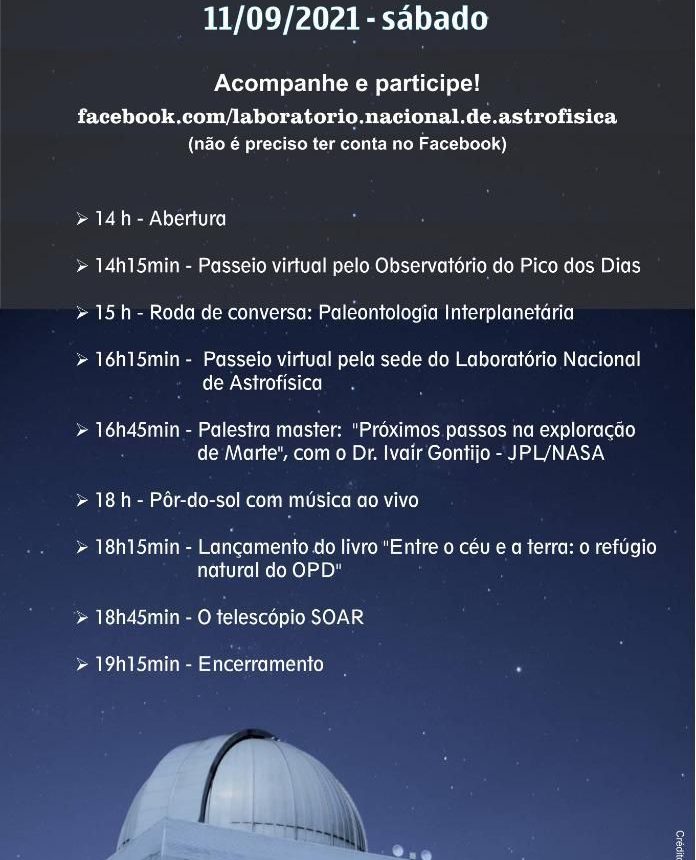 11/09/2021 - sábado
Acompanhe e participe!
facebook.com/laboratorio.nacional.de.astrofisica
(não é preciso ter conta no Facebook)
➢ 14 h - Abertura
➢ 14h15min - Passeio virtual pelo Observatório do Pico dos Dias
➢ 15 h - Roda de conversa: Paleontologia Interplanetária
➢ 16h15min - Passeio virtual pela sede do Laboratório Nacional
de Astrofísica
➢ 16h45min - Palestra master: "Próximos passos na exploração
de Marte", com o Dr. Ivair Gontijo - JPL/NASA
➢ 18 h - Pôr-do-sol com música ao vivo
➢ 18h15min - Lançamento do livro "Entre o céu e a terra: o refúgio
natural do OPD"
➢ 18h45min - O telescópio SOAR
➢ 19h15min - Encerramento